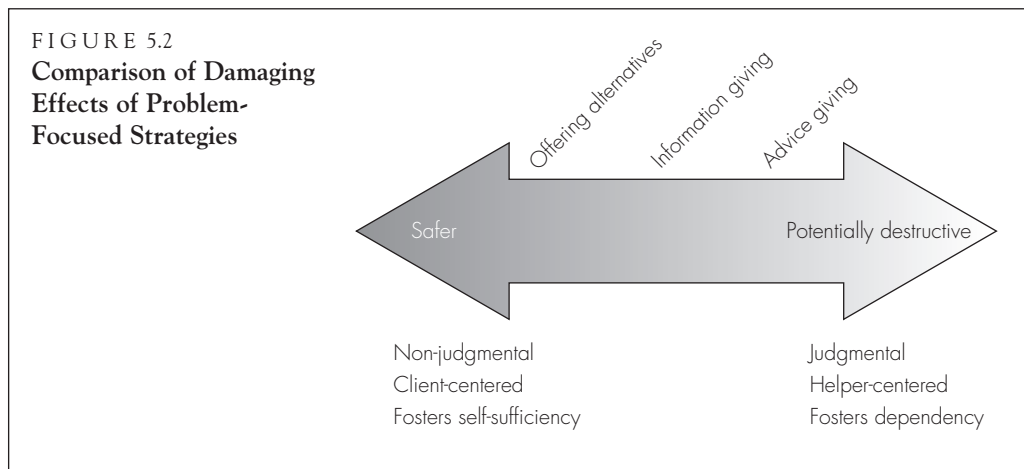 FIGURE 5.2
Comparison of Damaging
Effects of Problem-
Focused Strategies
Offering alternatives
Information giving
Advice giving
Safer
Potentially destructive
Non-judgmental
Client-centered
Fosters self-sufficiency
Judgmental
Helper-centered
Fosters dependency